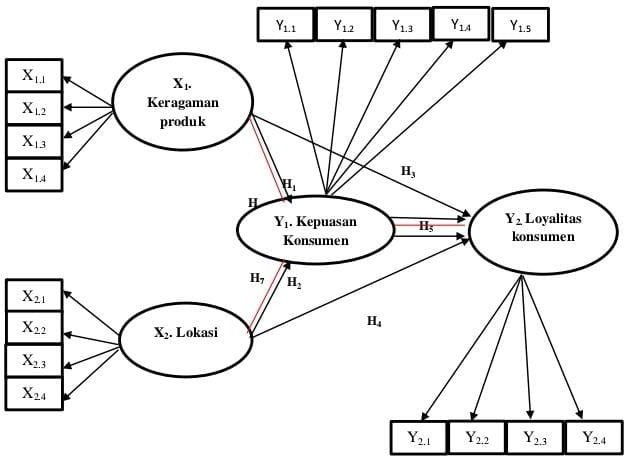 Y1.1
Y1.2
Y1.3
Y1.4
Y1.5
X1.1
X1.2
X1.3
X1.4
X1.
Keragaman
produk
H3
H1
H
Y1. Kepuasan
Konsumen
H5
Y2. Loyalitas
konsumen
H7
H2
X2.1
X2.2
X2.3
X2.4
X2. Lokasi
H4
Y2.1
Y2.2
Y2.3
Y2.4